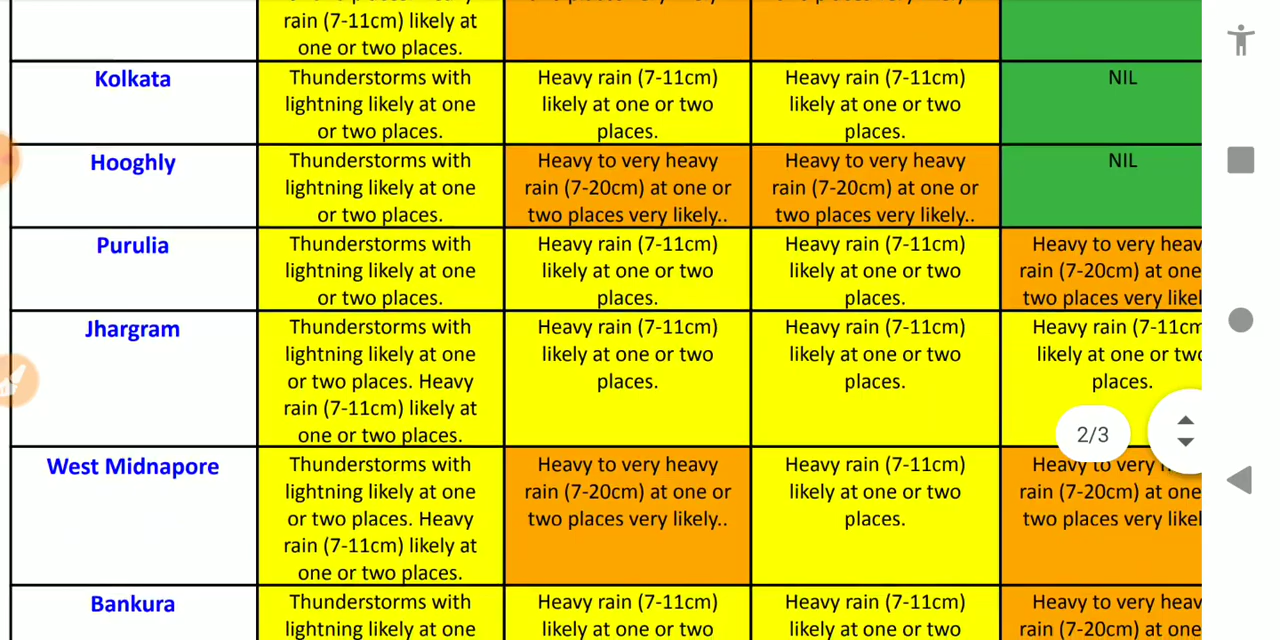 rain (7-11cm) likely at
one or two places.
Kolkata
Thunderstorms with
lightning likely at one
or two places.
Heavy rain (7-11cm)
likely at one or two
places.
Heavy rain (7-11cm)
likely at one or two
places.
NIL
Hooghly
Thunderstorms with
lightning likely at one
or two places.
Heavy to very heavy
rain (7-20cm) at one or
two places very likely..
Heavy to very heavy
rain (7-20cm) at one or
two places very likely..
NIL
Purulia
Thunderstorms with
lightning likely at one
or two places.
Heavy rain (7-11cm)
likely at one or two
places.
Heavy rain (7-11cm)
likely at one or two
places.
Heavy to very heav
rain (7-20cm) at one
two places very likel
Jhargram
Thunderstorms with
lightning likely at one
or two places. Heavy
rain (7-11cm) likely at
one or two places.
Heavy rain (7-11cm)
likely at one or two
places.
Heavy rain (7-11cm)
likely at one or two
places.
Heavy rain (7-11cm
likely at one or two
places.
2/3
West Midnapore
Thunderstorms with
lightning likely at one
or two places. Heavy
rain (7-11cm) likely at
one or two places.
Heavy to very heavy
rain (7-20cm) at one or
two places very likely..
Heavy rain (7-11cm)
likely at one or two
places.
Heavy to very
rain (7-20cm) at one
two places very likel
Bankura
Thunderstorms with
lightning likely at one
Heavy rain (7-11cm)
likely at one or two
Heavy rain (7-11cm)
likely at one or two
Heavy to very heav
rain (7-20cm) at one